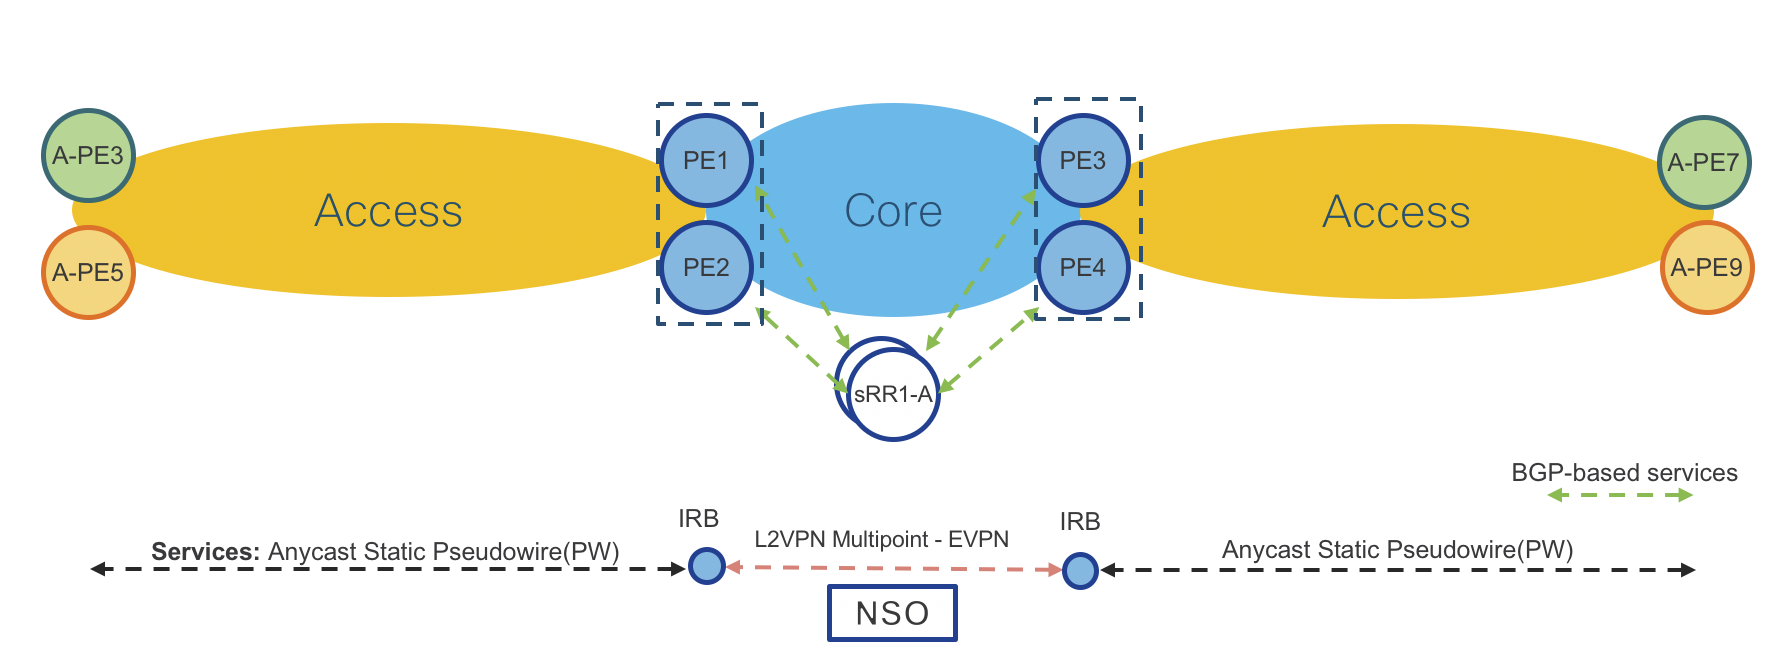 A-PE3
A-PE5
Access
PE1
PE2
Core
PE3
PE4
Access
A-PE7
A-PE9
sRR1-A
BGP-based services
IRB
IRB
Services: Anycast Static Pseudowire(PW)
L2VPN Multipoint - EVPN
Anycast Static Pseudowire(PW)
NSO